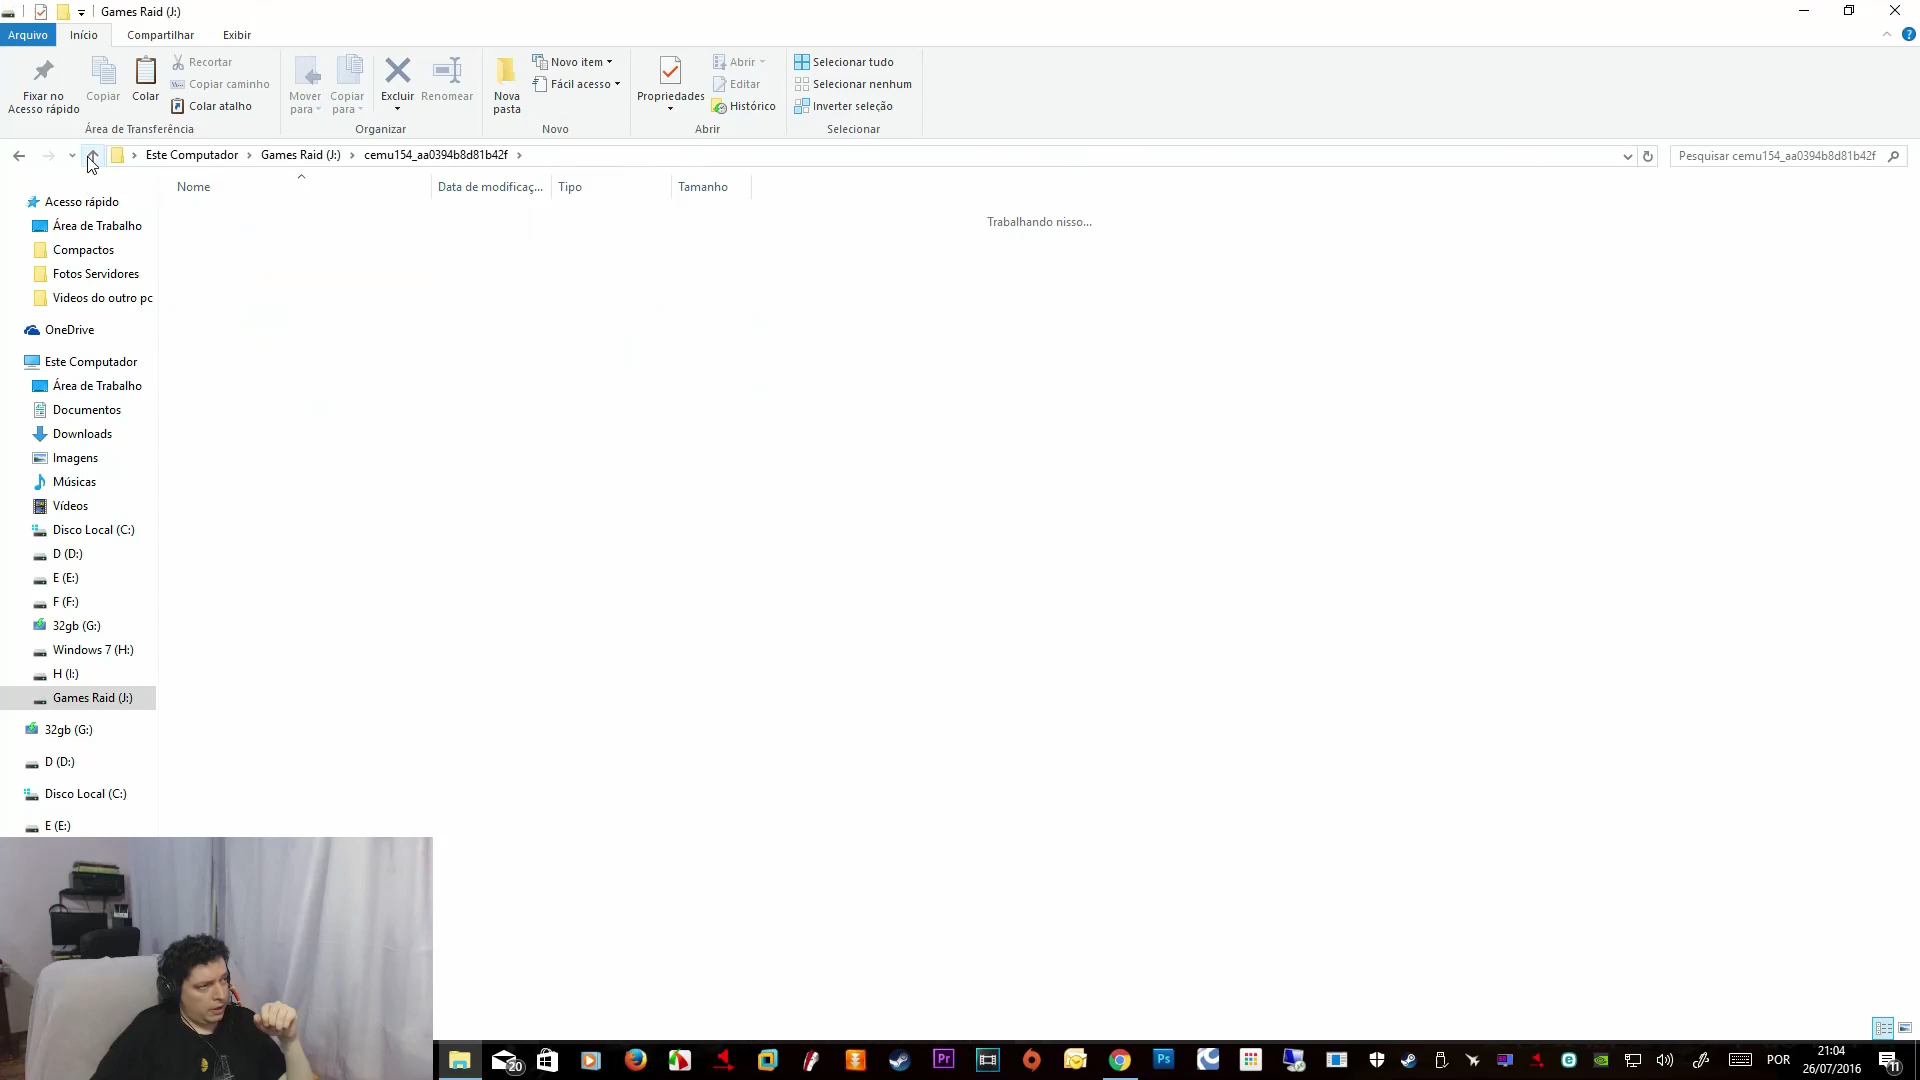 Games Raid (J:)
Arquivo Início Compartilhar Exibir
Fixar no Acesso rápido
Copiar
Colar
Recortar
Copiar caminho
Colar atalho
Área de Transferência
Mover para
Copiar para
Excluir
Renomear
Organizar
Nova pasta
Novo item
Fácil acesso
Novo
Propriedades
Abrir
Editar
Histórico
Abrir
Selecionar tudo
Selecionar nenhum
Inverter seleção
Selecionar
Este Computador > Games Raid (J:) > cemu154_aa0394b8d81b42f >
Pesquisar cemu154_aa0394b8d81b42f
Nome Data de modificaç... Tipo Tamanho
Trabalhando nisso...
Acesso rápido
Área de Trabalho
Compactos
Fotos Servidores
Videos do outro pc
OneDrive
Este Computador
Área de Trabalho
Documentos
Downloads
Imagens
Músicas
Vídeos
Disco Local (C:)
D (D:)
E (E:)
F (F:)
32gb (G:)
Windows 7 (H:)
H (I:)
Games Raid (J:)
32gb (G:)
D (D:)
Disco Local (C:)
E (E:)
20
Pr
Ps
POR
21:04
26/07/2016
11